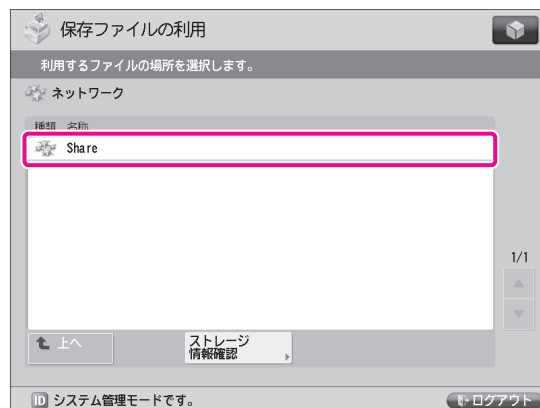 保存ファイルの利用
利用するファイルの場所を選択します。
ネットワーク
種類 名称
Share
1/1
上へ
ストレージ
情報確認
ID システム管理モードです。
ログアウト